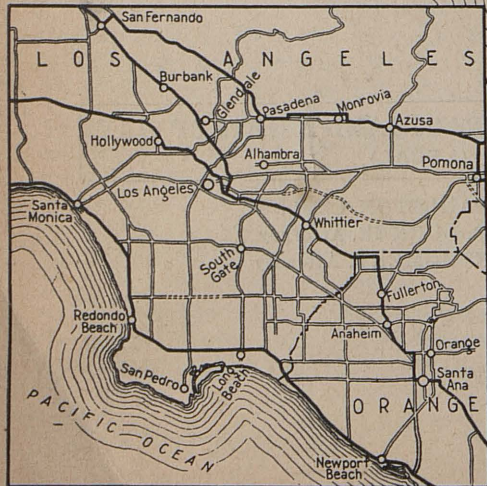 San Fernando
LOS ANGELES
Burbank
Glendale
Pasadena
Monrovia
Azusa
Hollywood
Alhambra
Pomona
Los Angeles
Santa
Monica
Whittier
South
Gate
Fullerton
Redondo
Beach
Anaheim
Orange
San Pedro
Long
Beach
Santa
Ana
ORANGE
PACIFIC OCEAN
Newport
Beach